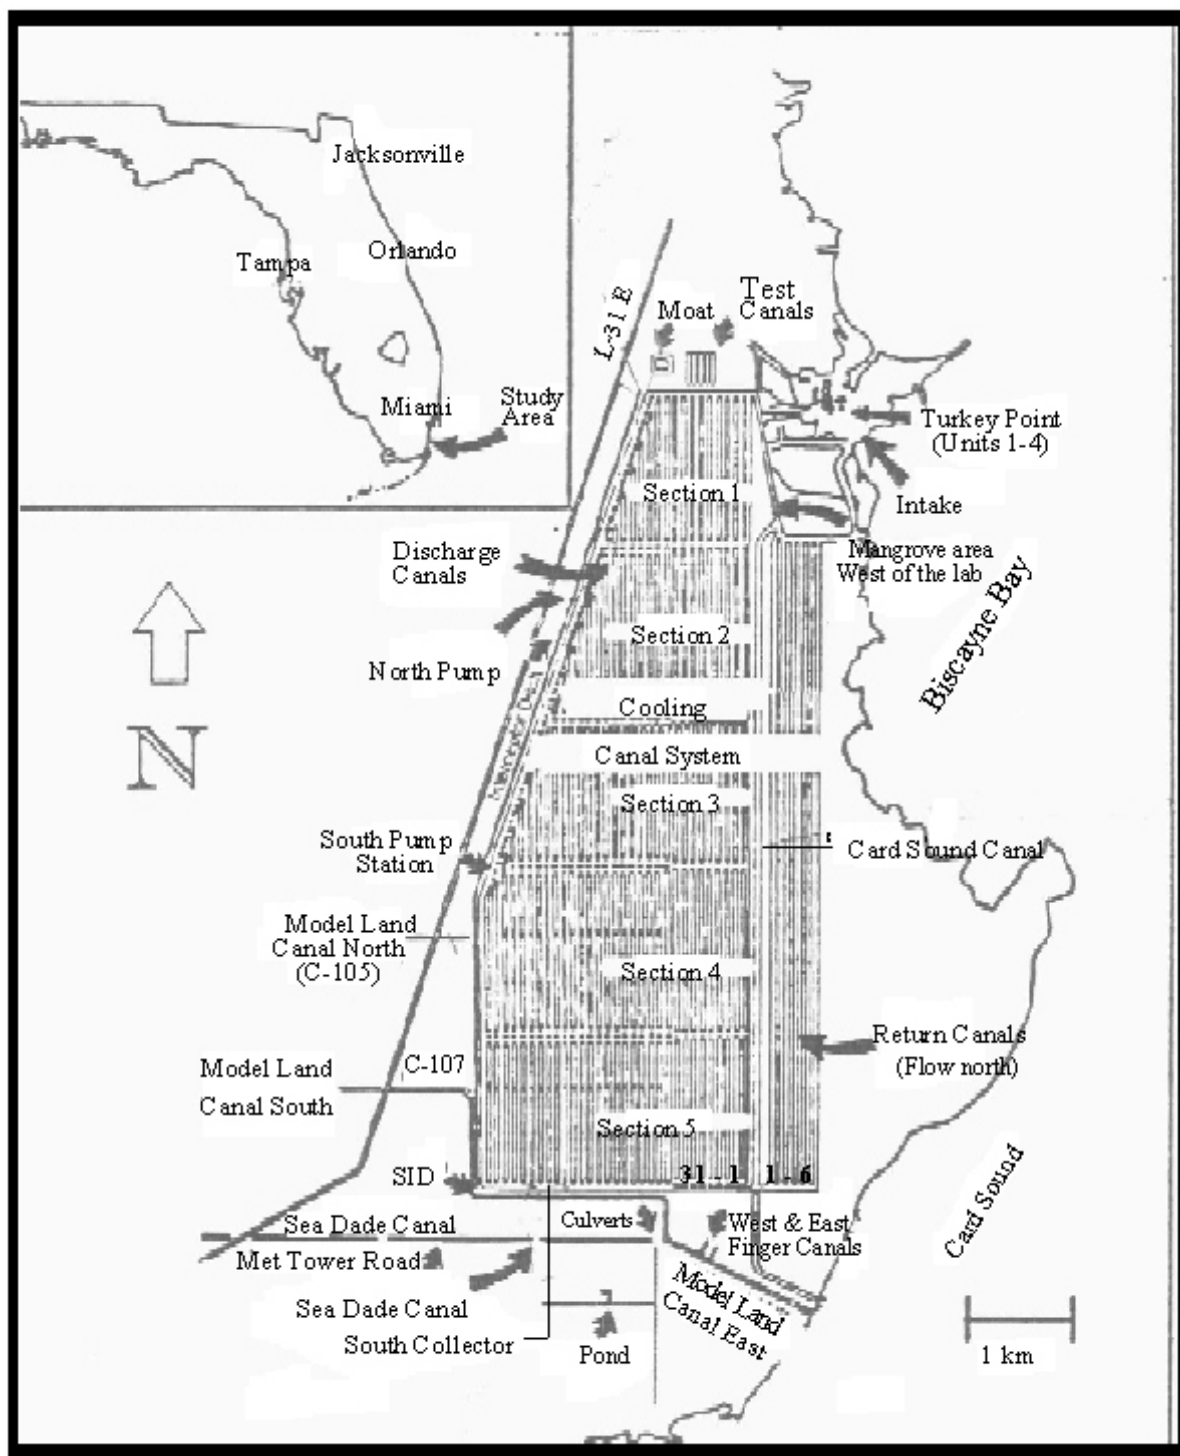 Jacksonville
Orlando
Tampa
Miami
Study
Area
L-31 E
Moat
Test
Canals
Turkey Point
(Units 1-4)
Section 1
Intake
Discharge
Canals
Mangrove area
West of the lab
Biscayne Bay
Section 2
North Pump
Cooling
Canal System
N
Section 3
South Pump
Station
Card Sound Canal
Model Land
Canal North
(C-105)
Section 4
Return Canals
(Flow north)
C-107
Model Land
Canal South
Section 5
31 - 1
1 - 6
SID
Card Sound
Sea Dade Canal
Culverts
West & East
Finger Canals
Met Tower Road
Model Land
Canal East
Sea Dade Canal
South Collector
Pond
1 km